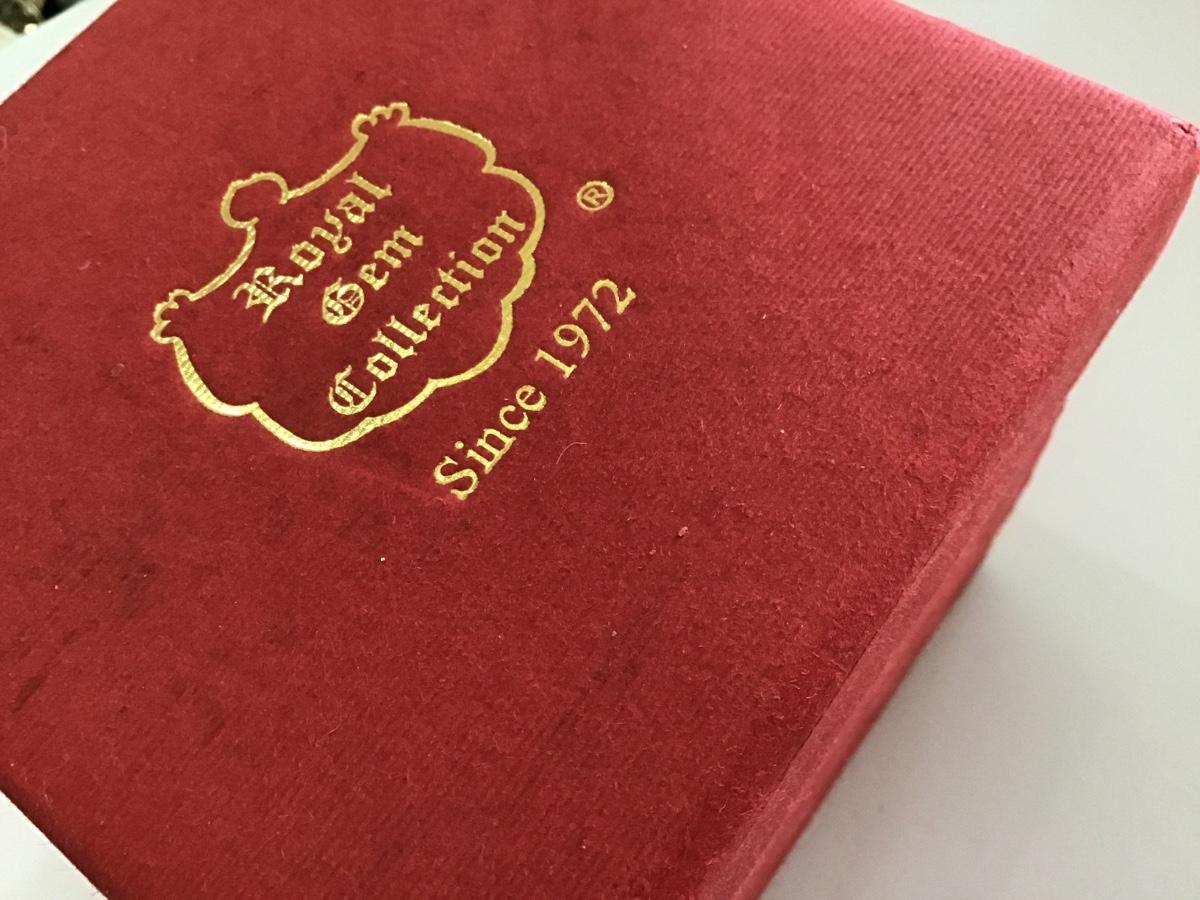 Royal
Gem
Collection
®
Since 1972